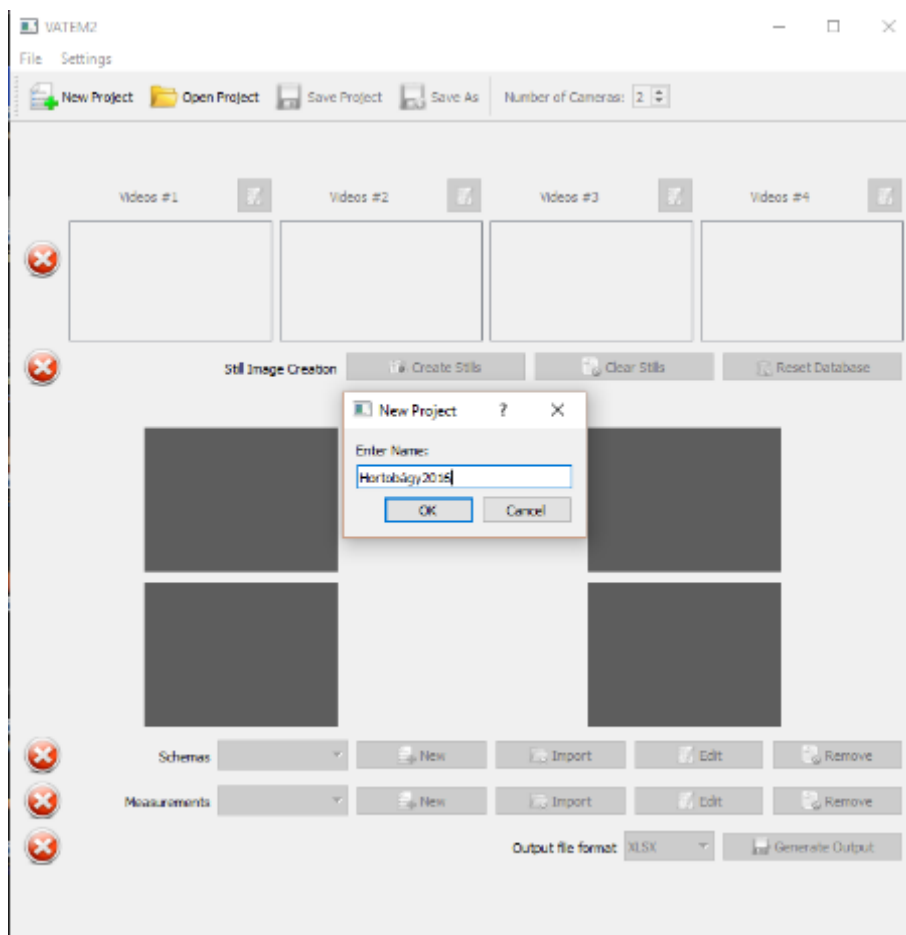 VATEM2
File Settings
New Project Open Project Save Project Save As Number of Cameras: 2
Videos #1 Videos #2 Videos #3 Videos #4
Still Image Creation Create Stills Clear Stills Reset Database
New Project ? 
Enter Name:
Hortobágy2016
OK Cancel
Schemas New Import Edit Remove
Measurements New Import Edit Remove
Output file format XLSX Generate Output